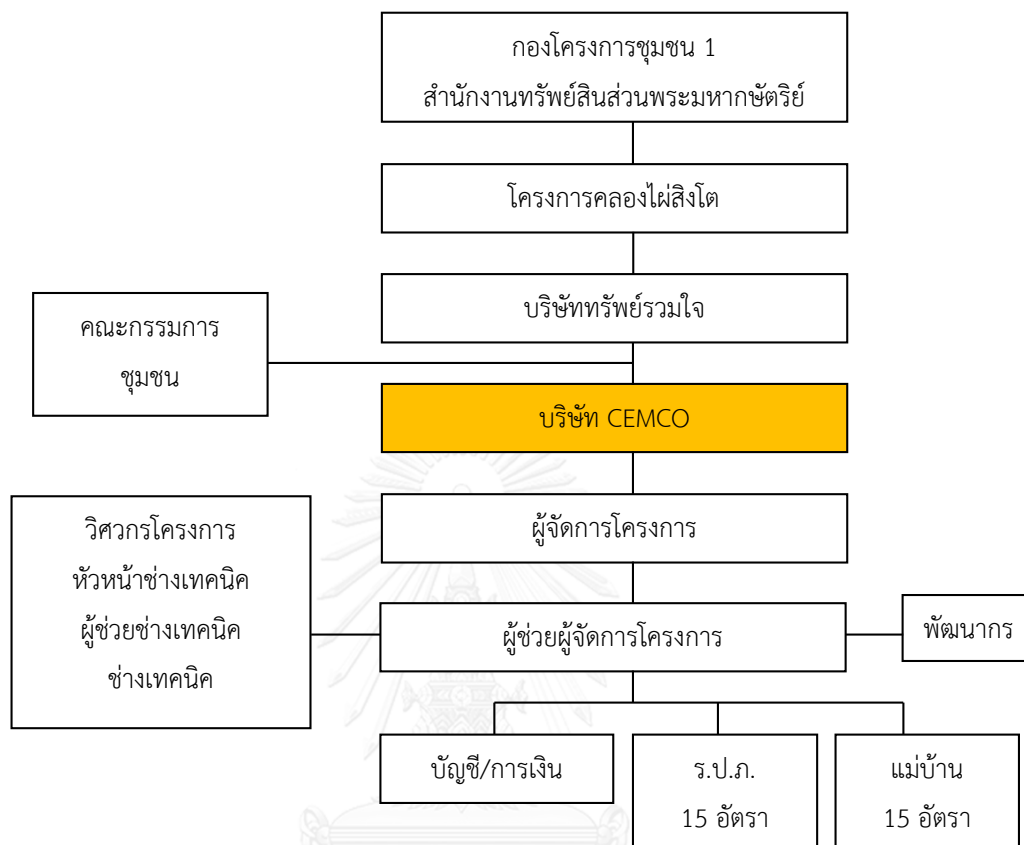 กองโครงการชุมชน 1
สำนักงานทรัพย์สินส่วนพระมหากษัตริย์
โครงการคลองไผ่สิงโต
บริษัททรัพย์รวมใจ
คณะกรรมการ
ชุมชน
บริษัท CEMCO
ผู้จัดการโครงการ
วิศวกรโครงการ
หัวหน้าช่างเทคนิค
ผู้ช่วยช่างเทคนิค
ช่างเทคนิค
ผู้ช่วยผู้จัดการโครงการ
พัฒนากร
บัญชี/การเงิน
ร.ป.ภ.
15 อัตรา
แม่บ้าน
15 อัตรา